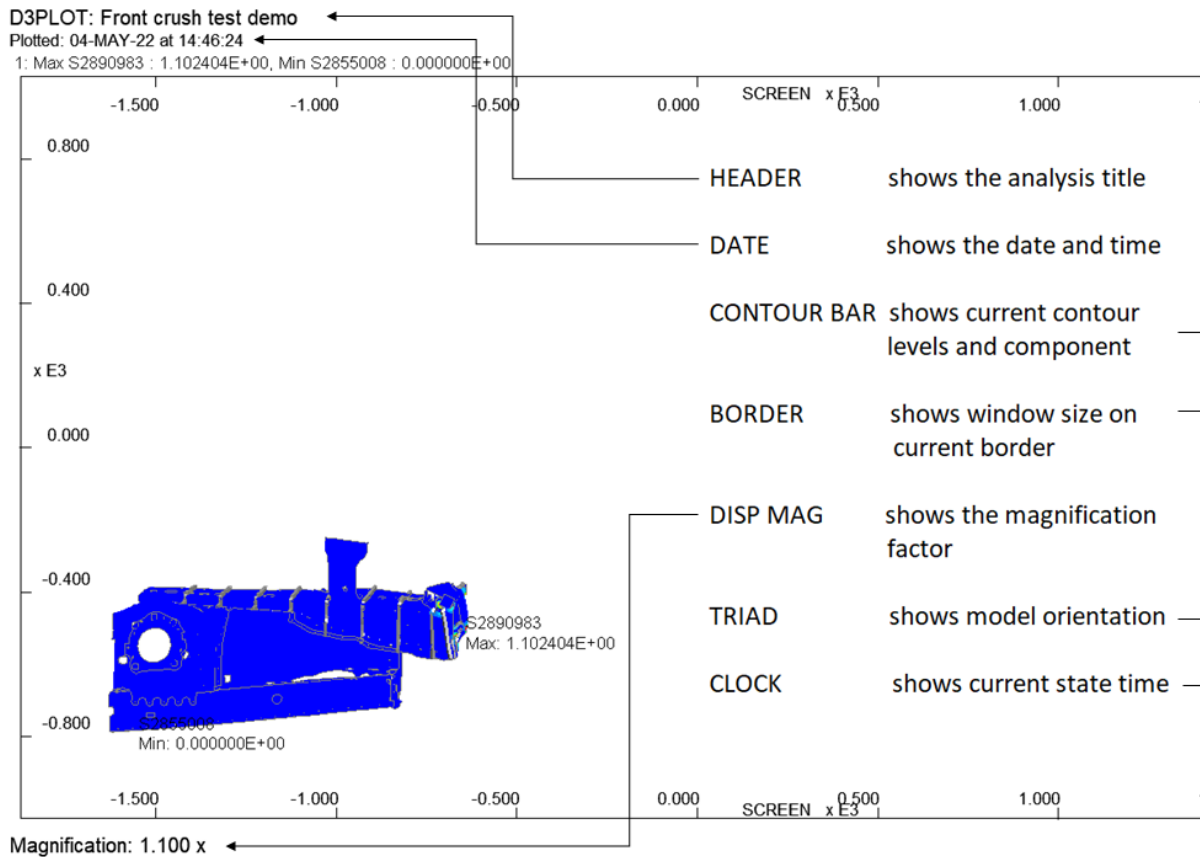 D3PLOT: Front crush test demo
Plotted: 04-MAY-22 at 14:46:24
1: Max S2890983 : 1.102404E+00, Min S2855008 : 0.000000E+00
SCREEN x E3
-1.500 -1.000 -0.500 0.000 0.500 1.000
0.800
HEADER shows the analysis title
DATE shows the date and time
0.400
CONTOUR BAR shows current contour
levels and component
x E3
BORDER shows window size on
0.000
current border
DISP MAG shows the magnification
factor
-0.400
TRIAD shows model orientation
S2890983
Max: 1.102404E+00
CLOCK shows current state time
-0.800
S2855008
Min: 0.000000E+00
-1.500 -1.000 -0.500 0.000 0.500 1.000
SCREEN x E3
Magnification: 1.100 x